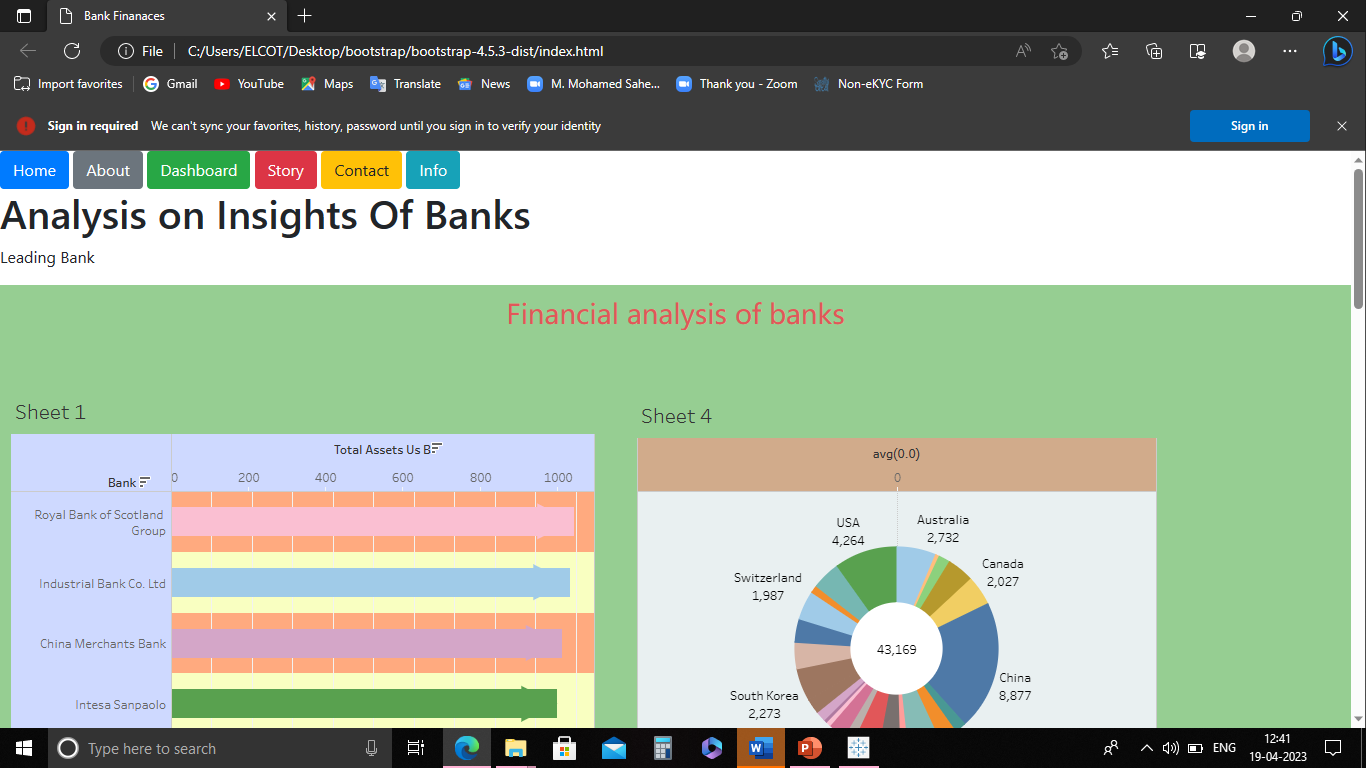 Bank Finanaces
File
C:/Users/ELCOT/Desktop/bootstrap/bootstrap-4.5.3-dist/index.html
Import favorites
Gmail
YouTube
Maps
Translate
News
M. Mohamed Sahe...
Thank you - Zoom
Non-eKYC Form
Sign in required We can't sync your favorites, history, password until you sign in to verify your identity
Sign in
Home
About
Dashboard
Story
Contact
Info
Analysis on Insights Of Banks
Leading Bank
Financial analysis of banks
Sheet 1
Total Assets Us B
Bank
0 200 400 600 800 1000
Royal Bank of Scotland
Group
Industrial Bank Co. Ltd
China Merchants Bank
Intesa Sanpaolo
Sheet 4
avg(0.0)
0
USA
4,264
Australia
2,732
Canada
2,027
Switzerland
1,987
43,169
China
8,877
South Korea
2,273
Type here to search
ENG
12:41
19-04-2023